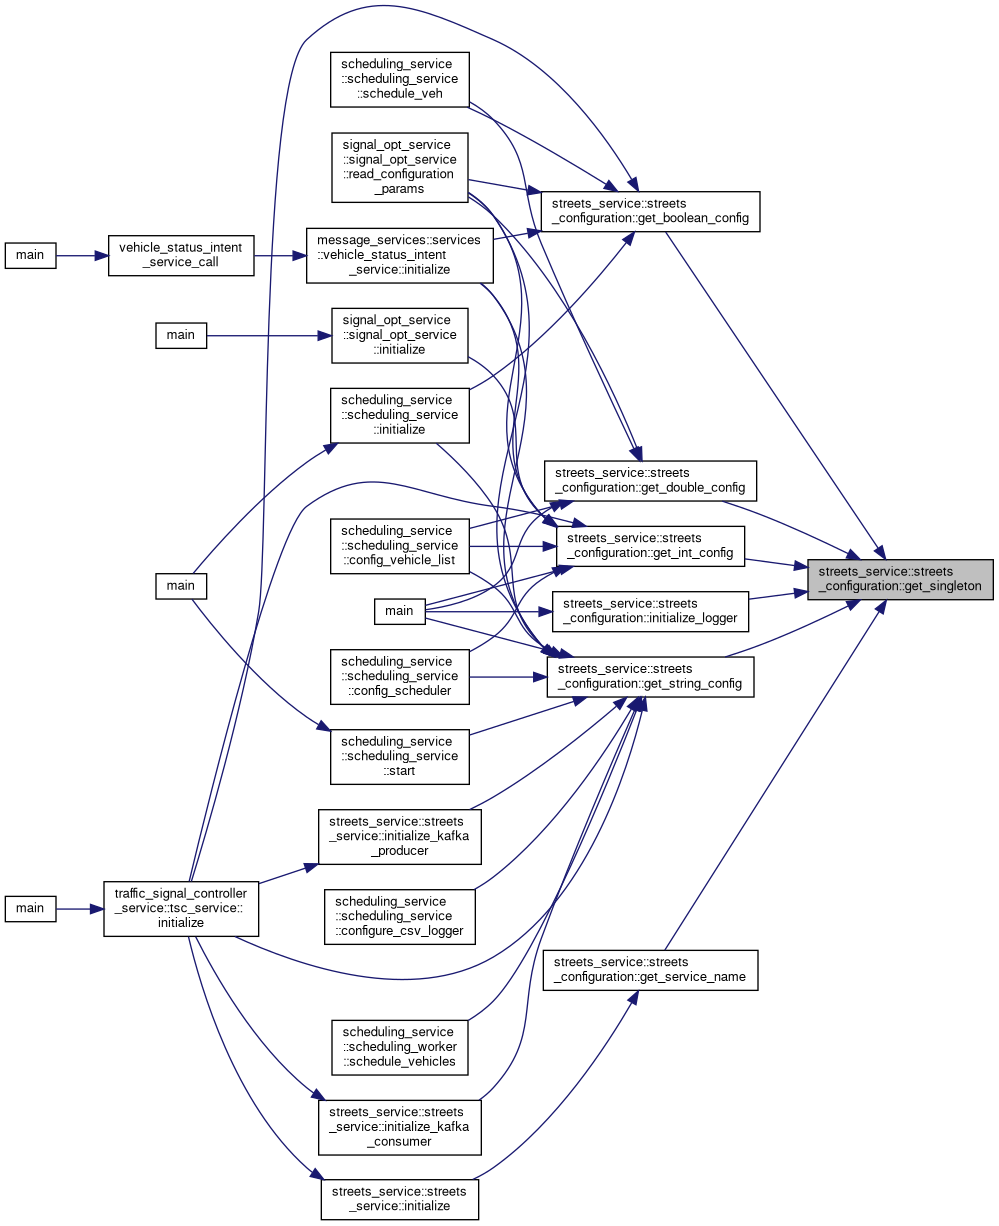 scheduling_service
::scheduling_service
::schedule_veh
signal_opt_service
::signal_opt_service
::read_configuration
_params
streets_service::streets
_configuration::get_boolean_config
main
vehicle_status_intent
_service_call
message_services::services
::vehicle_status_intent
_service::initialize
main
signal_opt_service
::signal_opt_service
::initialize
scheduling_service
::scheduling_service
::initialize
streets_service::streets
_configuration::get_double_config
scheduling_service
::scheduling_service
::config_vehicle_list
streets_service::streets
_configuration::get_int_config
streets_service::streets
_configuration::get_singleton
main
main
streets_service::streets
_configuration::initialize_logger
scheduling_service
::scheduling_service
::config_scheduler
streets_service::streets
_configuration::get_string_config
scheduling_service
::scheduling_service
::start
streets_service::streets
_service::initialize_kafka
_producer
main
traffic_signal_controller
_service::tsc_service::
initialize
scheduling_service
::scheduling_service
::configure_csv_logger
streets_service::streets
_configuration::get_service_name
scheduling_service
::scheduling_worker
::schedule_vehicles
streets_service::streets
_service::initialize_kafka
_consumer
streets_service::streets
_service::initialize